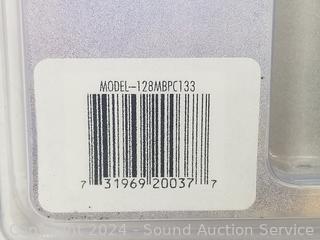 MODEL-128MBPC133
7 31969 20037 7
Copyright 2024 - Sound Auction Service